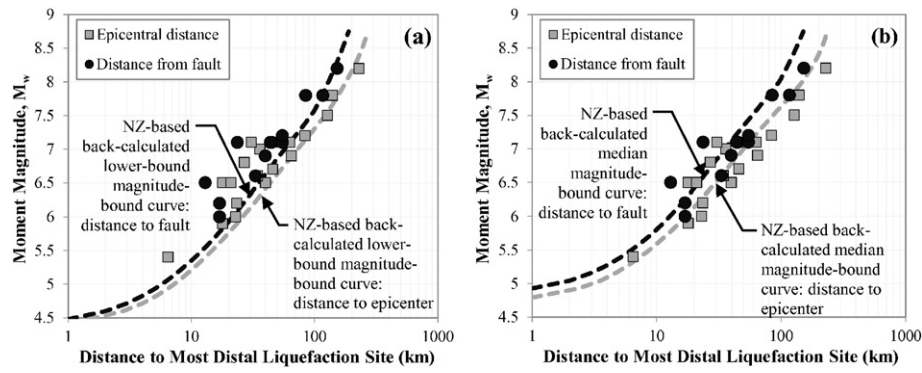 9
8.5
8
7.5
7
6.5
6
5.5
5
4.5
Moment Magnitude, Mw
Epicentral distance
Distance from fault
(a)
NZ-based
back-calculated
lower-bound
magnitude-
bound curve:
distance to fault
NZ-based back-
calculated lower-
bound magnitude-
bound curve:
distance to epicenter
1 10 100 1000
Distance to Most Distal Liquefaction Site (km)
9
8.5
8
7.5
7
6.5
6
5.5
5
4.5
Moment Magnitude, Mw
Epicentral distance
Distance from fault
(b)
NZ-based
back-calculated
median
magnitude-
bound curve:
distance to fault
NZ-based back-
calculated median
magnitude-bound
curve: distance to
epicenter
1 10 100 1000
Distance to Most Distal Liquefaction Site (km)